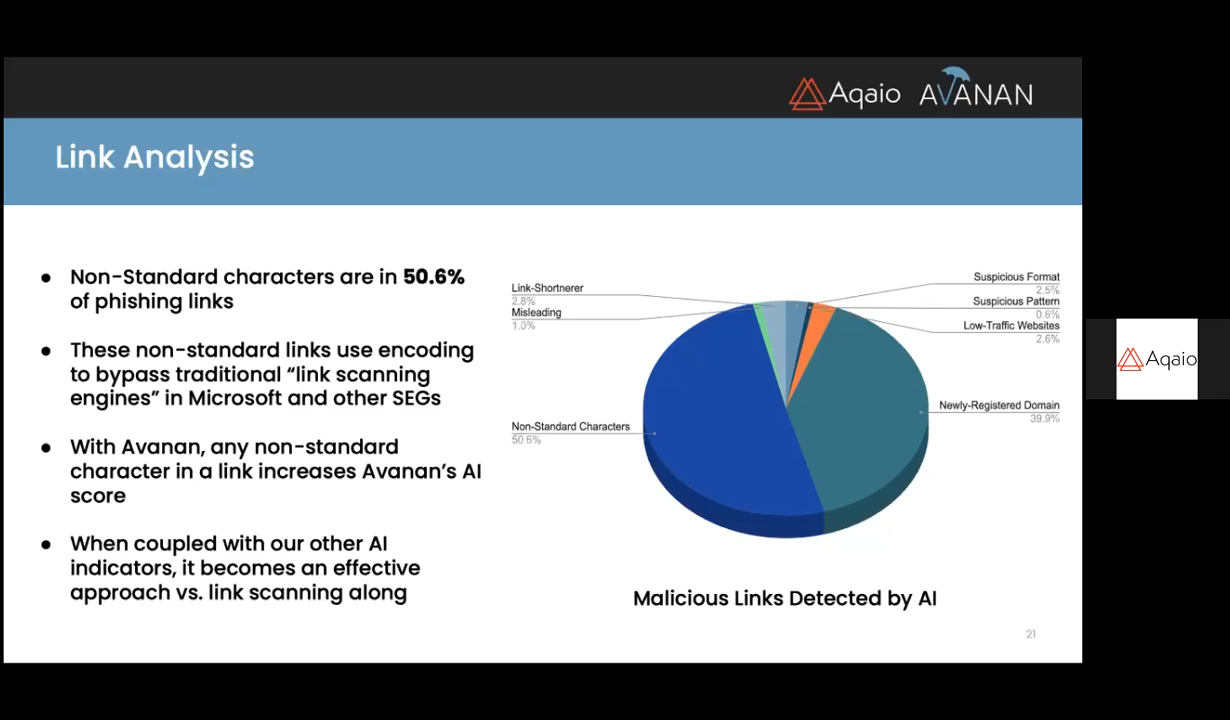 Aqaio AVANAN
Link Analysis
● Non-Standard characters are in 50.6%
of phishing links
● These non-standard links use encoding
to bypass traditional “link scanning
engines” in Microsoft and other SEGs
● With Avanan, any non-standard
character in a link increases Avanan’s AI
score
● When coupled with our other AI
indicators, it becomes an effective
approach vs. link scanning along
Link-Shortnerer
2.8%
Misleading
1.0%
Non-Standard Characters
50.6%
Suspicious Format
2.5%
Suspicious Pattern
0.6%
Low-Traffic Websites
2.6%
Newly-Registered Domain
39.9%
Malicious Links Detected by AI
21
Aqaio